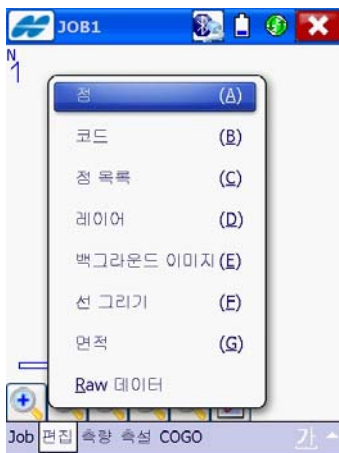 JOB1
N
점 (A)
코드 (B)
점 목록 (C)
레이어 (D)
백그라운드 이미지 (E)
선 그리기 (F)
면적 (G)
Raw 데이터
Job 편집 측량 측설 COGO 가